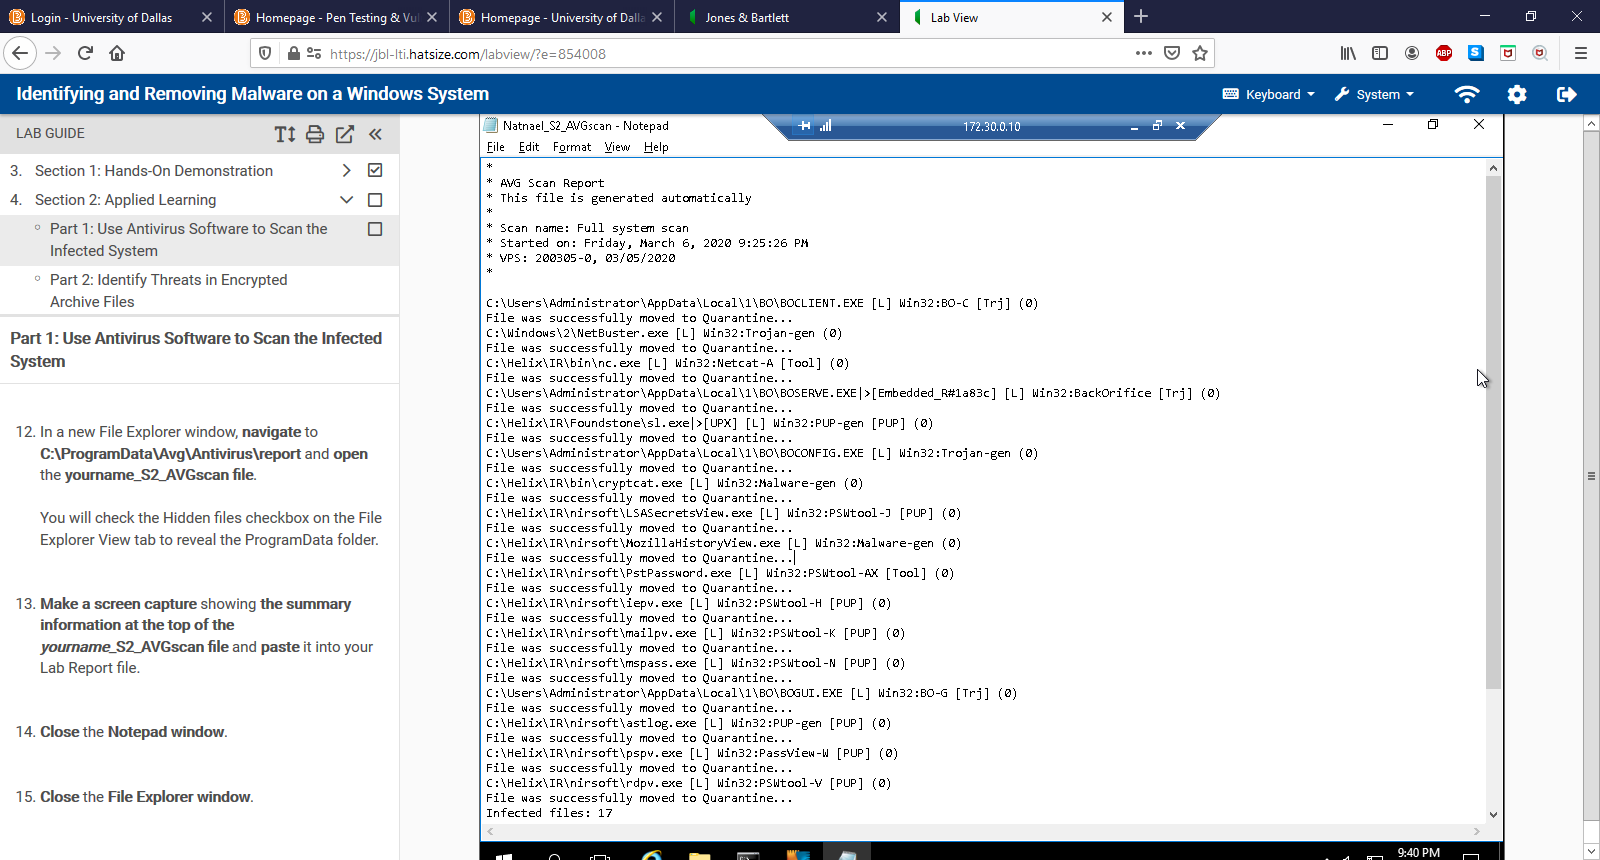 Login - University of Dallas
Homepage - Pen Testing & Vul
Homepage - University of Dalla
Jones & Bartlett
Lab View
https://jbl-lti.hatsize.com/labview/?e=854008
ABP
Identifying and Removing Malware on a Windows System
Keyboard
System
LAB GUIDE
3. Section 1: Hands-On Demonstration
4. Section 2: Applied Learning
Part 1: Use Antivirus Software to Scan the
Infected System
Part 2: Identify Threats in Encrypted
Archive Files
Part 1: Use Antivirus Software to Scan the Infected
System
12. In a new File Explorer window, navigate to
C:\ProgramData\Avg\Antivirus\report and open
the yourname_S2_AVGscan file.
You will check the Hidden files checkbox on the File
Explorer View tab to reveal the ProgramData folder.
13. Make a screen capture showing the summary
information at the top of the
yourname_S2_AVGscan file and paste it into your
Lab Report file.
14. Close the Notepad window.
15. Close the File Explorer window.
Natnael_S2_AVGscan - Notepad
172.30.0.10
File Edit Format View Help
*
* AVG Scan Report
* This file is generated automatically
*
* Scan name: Full system scan
* Started on: Friday, March 6, 2020 9:25:26 PM
* VPS: 200305-0, 03/05/2020
*
C:\Users\Administrator\AppData\Local\1\BO\BOCLIENT.EXE [L] Win32:BO-C [Trj] (0)
File was successfully moved to Quarantine...
C:\Windows\2\NetBuster.exe [L] Win32:Trojan-gen (0)
File was successfully moved to Quarantine...
C:\Helix\IR\bin\nc.exe [L] Win32:Netcat-A [Tool] (0)
File was successfully moved to Quarantine...
C:\Users\Administrator\AppData\Local\1\BO\BOSERVE.EXE|>[Embedded_R#1a83c] [L] Win32:BackOrifice [Trj] (0)
File was successfully moved to Quarantine...
C:\Helix\IR\Foundstone\sl.exe|>[UPX] [L] Win32:PUP-gen [PUP] (0)
File was successfully moved to Quarantine...
C:\Users\Administrator\AppData\Local\1\BO\BOCONFIG.EXE [L] Win32:Trojan-gen (0)
File was successfully moved to Quarantine...
C:\Helix\IR\bin\cryptcat.exe [L] Win32:Malware-gen (0)
File was successfully moved to Quarantine...
C:\Helix\IR\nirsoft\LSASecretsView.exe [L] Win32:PSWtool-J [PUP] (0)
File was successfully moved to Quarantine...
C:\Helix\IR\nirsoft\MozillaHistoryView.exe [L] Win32:Malware-gen (0)
File was successfully moved to Quarantine...
C:\Helix\IR\nirsoft\PstPassword.exe [L] Win32:PSWtool-AX [Tool] (0)
File was successfully moved to Quarantine...
C:\Helix\IR\nirsoft\iepv.exe [L] Win32:PSWtool-H [PUP] (0)
File was successfully moved to Quarantine...
C:\Helix\IR\nirsoft\mailpv.exe [L] Win32:PSWtool-K [PUP] (0)
File was successfully moved to Quarantine...
C:\Helix\IR\nirsoft\mspass.exe [L] Win32:PSWtool-N [PUP] (0)
File was successfully moved to Quarantine...
C:\Users\Administrator\AppData\Local\1\BO\BOGUI.EXE [L] Win32:BO-G [Trj] (0)
File was successfully moved to Quarantine...
C:\Helix\IR\nirsoft\astlog.exe [L] Win32:PUP-gen [PUP] (0)
File was successfully moved to Quarantine...
C:\Helix\IR\nirsoft\pspv.exe [L] Win32:PassView-W [PUP] (0)
File was successfully moved to Quarantine...
C:\Helix\IR\nirsoft\rdpv.exe [L] Win32:PSWtool-V [PUP] (0)
File was successfully moved to Quarantine...
Infected files: 17
9:40 PM